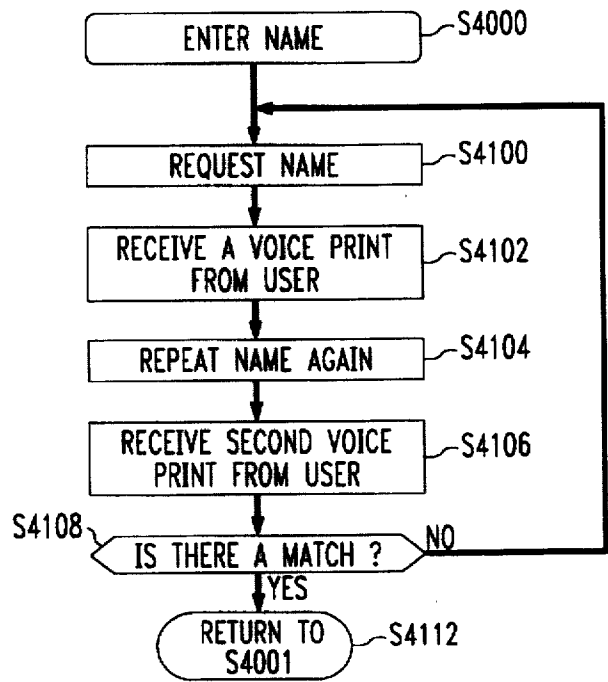 ENTER NAME
S4000
REQUEST NAME
S4100
RECEIVE A VOICE PRINT
FROM USER
S4102
REPEAT NAME AGAIN
S4104
RECEIVE SECOND VOICE
PRINT FROM USER
S4106
S4108
IS THERE A MATCH ?
NO
YES
RETURN TO
S4001
S4112